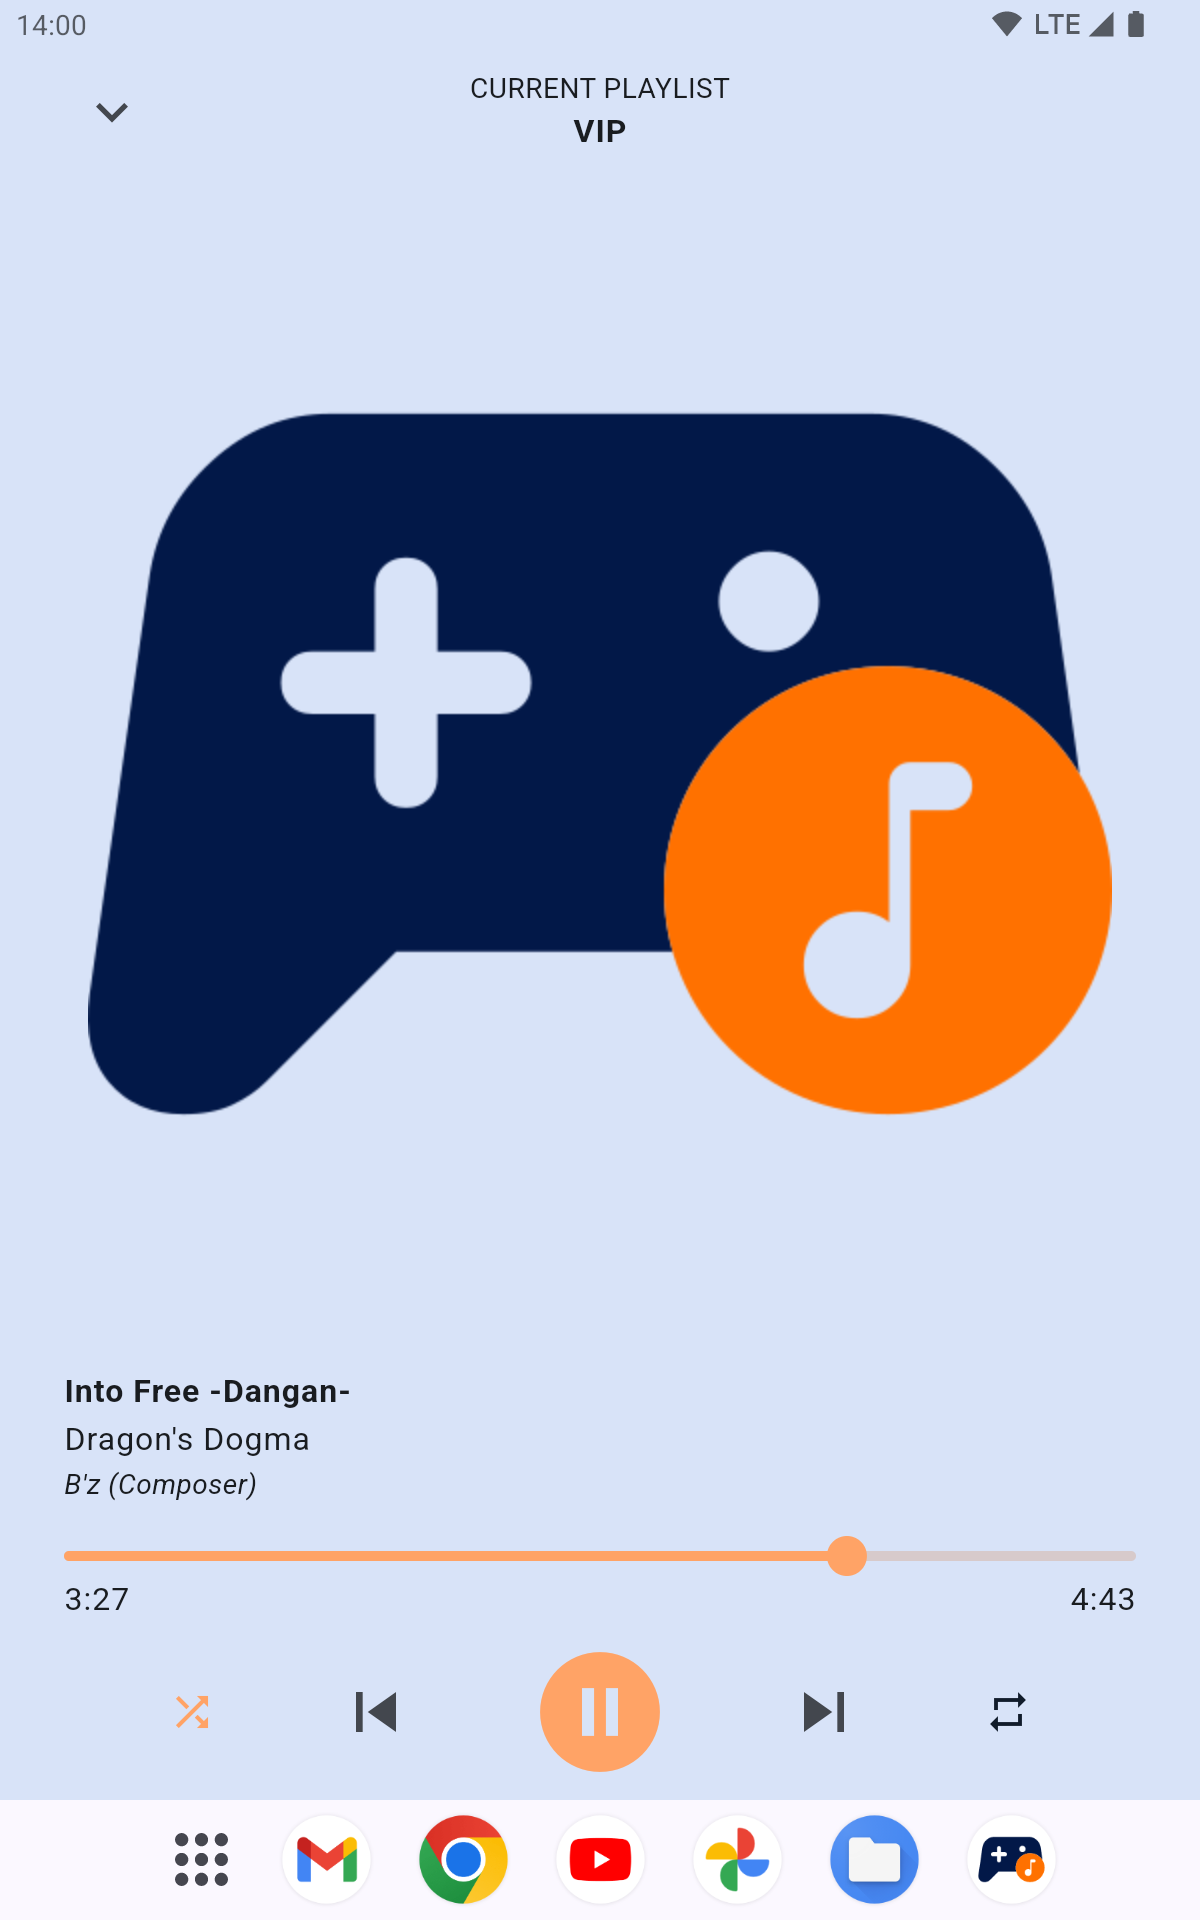 14:00
LTE
CURRENT PLAYLIST
VIP
Into Free -Dangan-
Dragon's Dogma
B'z (Composer)
3:27
4:43